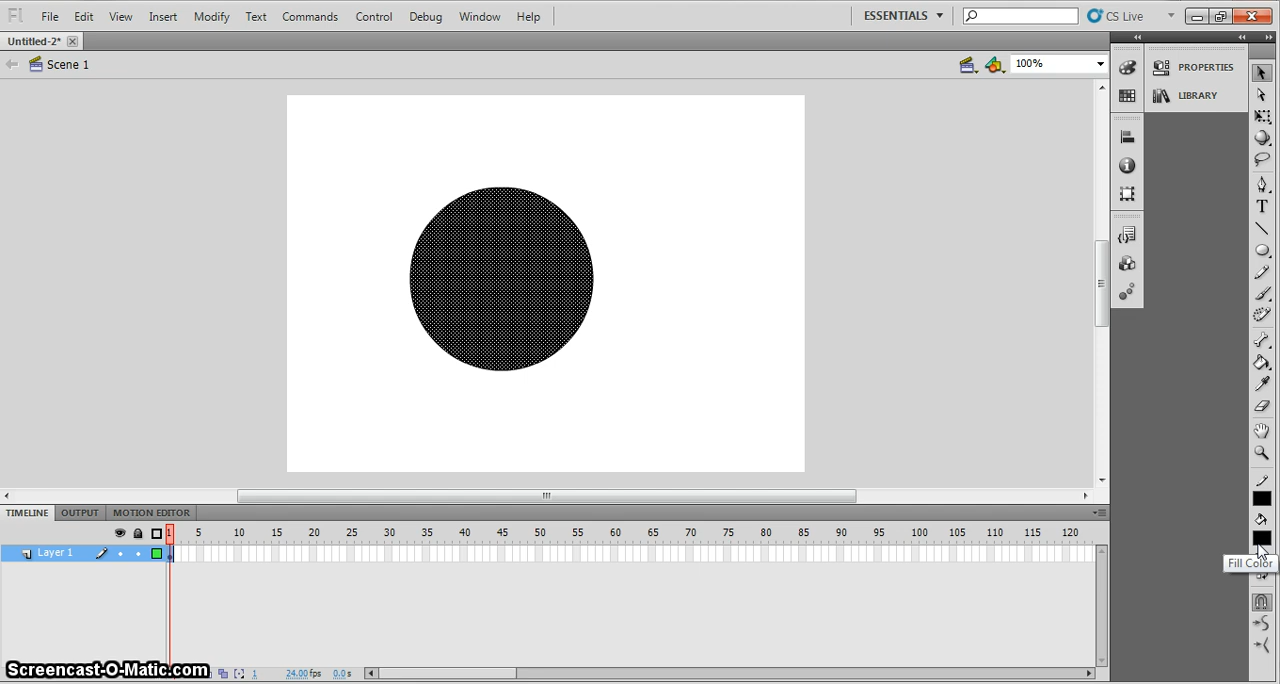 Fl File Edit View Insert Modify Text Commands Control Debug Window Help ESSENTIALS CS Live
Untitled-2*
Scene 1 100%
PROPERTIES
LIBRARY
TIMELINE OUTPUT MOTION EDITOR
1 5 10 15 20 25 30 35 40 45 50 55 60 65 70 75 80 85 90 95 100 105 110 115 120
Layer 1
Fill Color
Screencast-O-Matic.com 1 24.00fps 0.0s